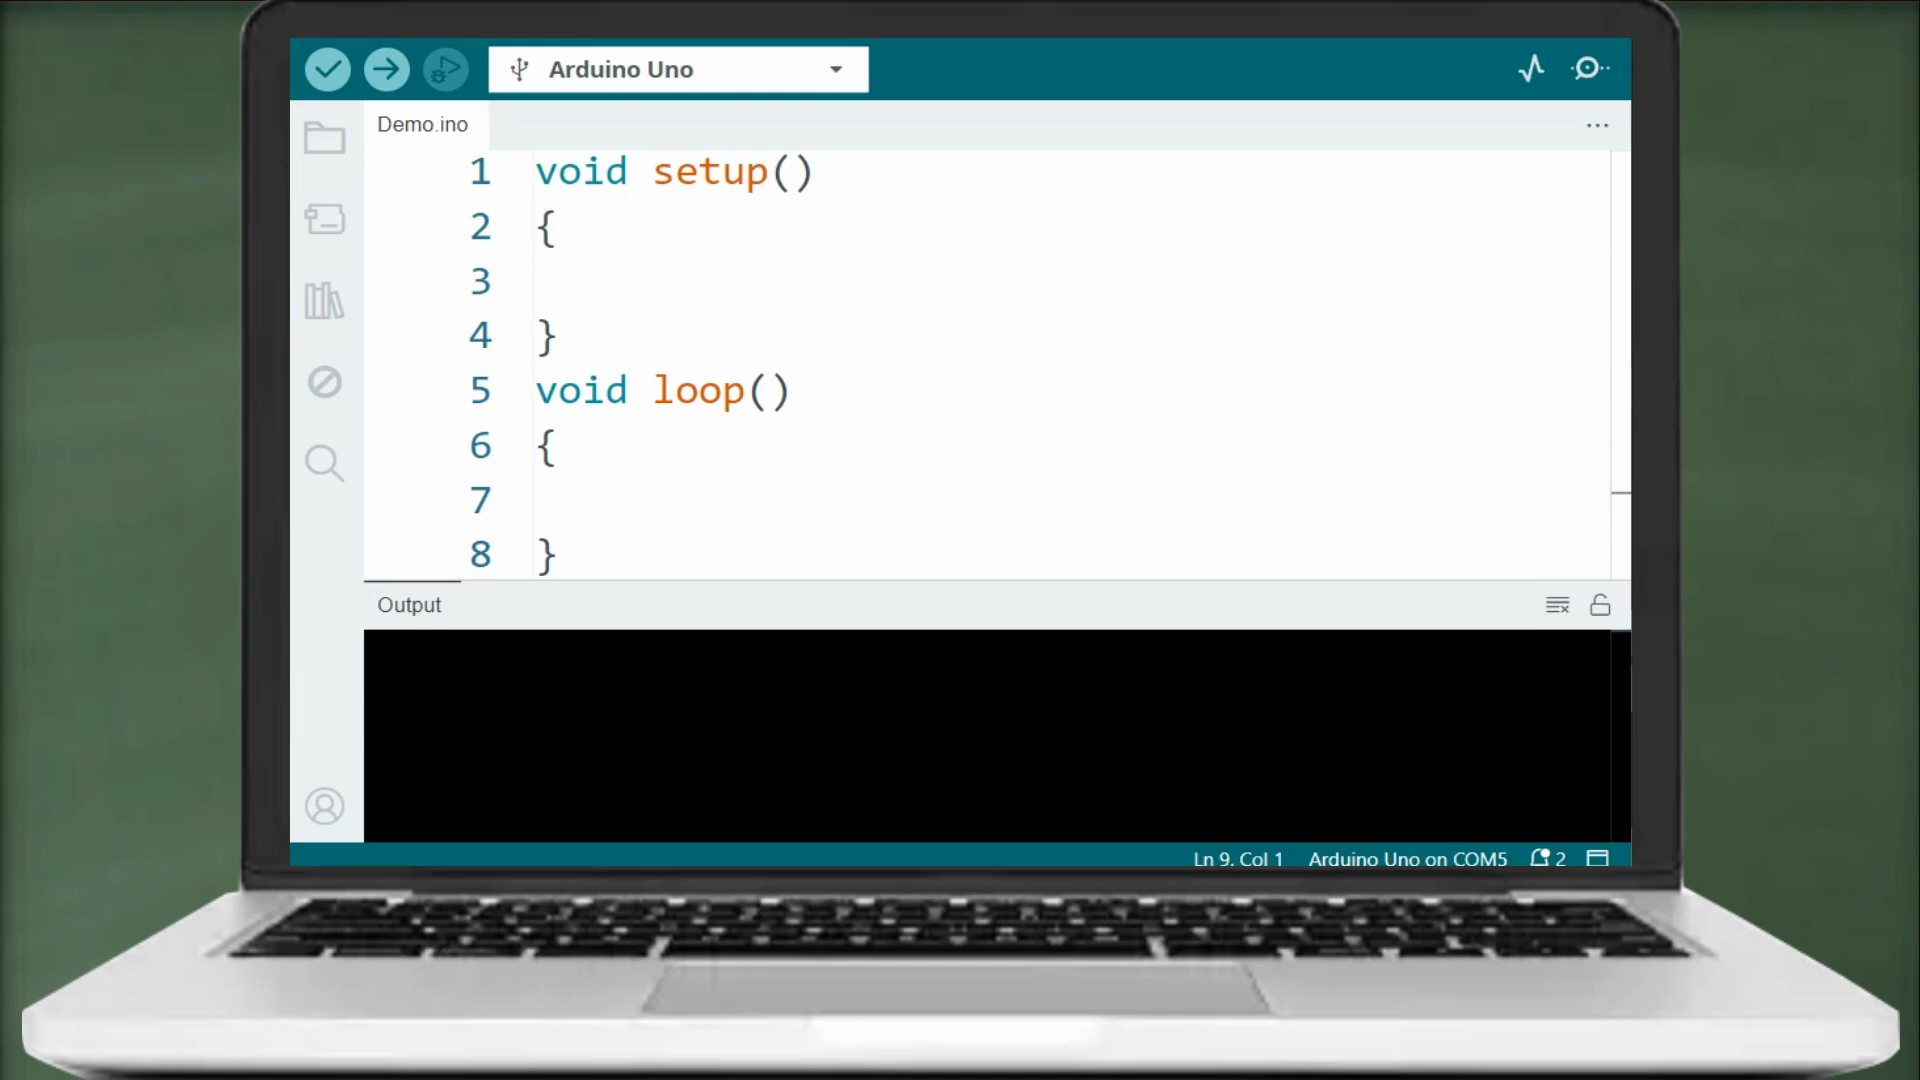 Arduino Uno
Demo.ino
1 void setup()
2 {
3
4 }
5 void loop()
6 {
7
8 }
Output
Ln 9, Col 1 Arduino Uno on COM5 2